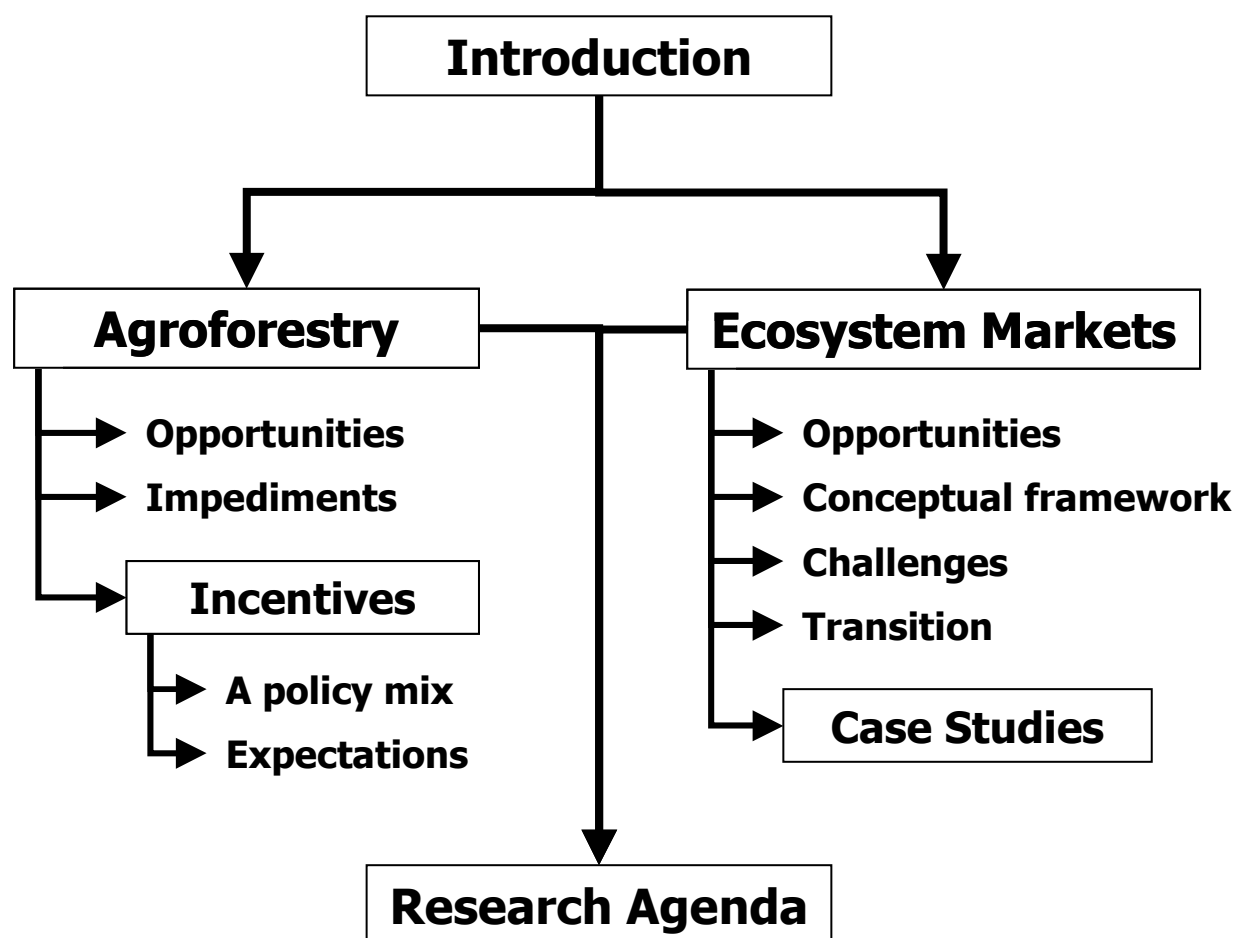 Introduction
Agroforestry
Opportunities
Impediments
Incentives
A policy mix
Expectations
Ecosystem Markets
Opportunities
Conceptual framework
Challenges
Transition
Case Studies
Research Agenda